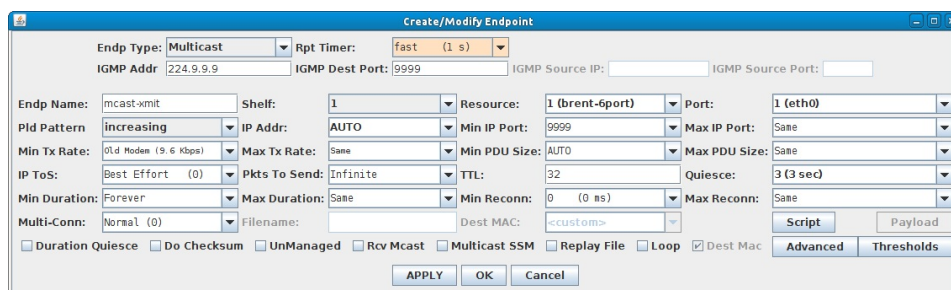 Create/Modify Endpoint
Endp Type: Multicast Rpt Timer: fast (1 s)
IGMP Addr 224.9.9.9 IGMP Dest Port: 9999 IGMP Source IP: IGMP Source Port:
Endp Name: mcast-xmit Shelf: 1 Resource: 1 (brent-6port) Port: 1 (eth0)
Pld Pattern increasing IP Addr: AUTO Min IP Port: 9999 Max IP Port: Same
Min Tx Rate: Old Modem (9.6 Kbps) Max Tx Rate: Same Min PDU Size: AUTO Max PDU Size: Same
IP ToS: Best Effort (0) Pkts To Send: Infinite TTL: 32 Quiesce: 3 (3 sec)
Min Duration: Forever Max Duration: Same Min Reconn: 0 (0 ms) Max Reconn: Same
Multi-Conn: Normal (0) Filename: Dest MAC: <custom> Script Payload
Duration Quiesce Do Checksum UnManaged Rcv Mcast Multicast SSM Replay File Loop Dest Mac Advanced Thresholds
APPLY OK Cancel